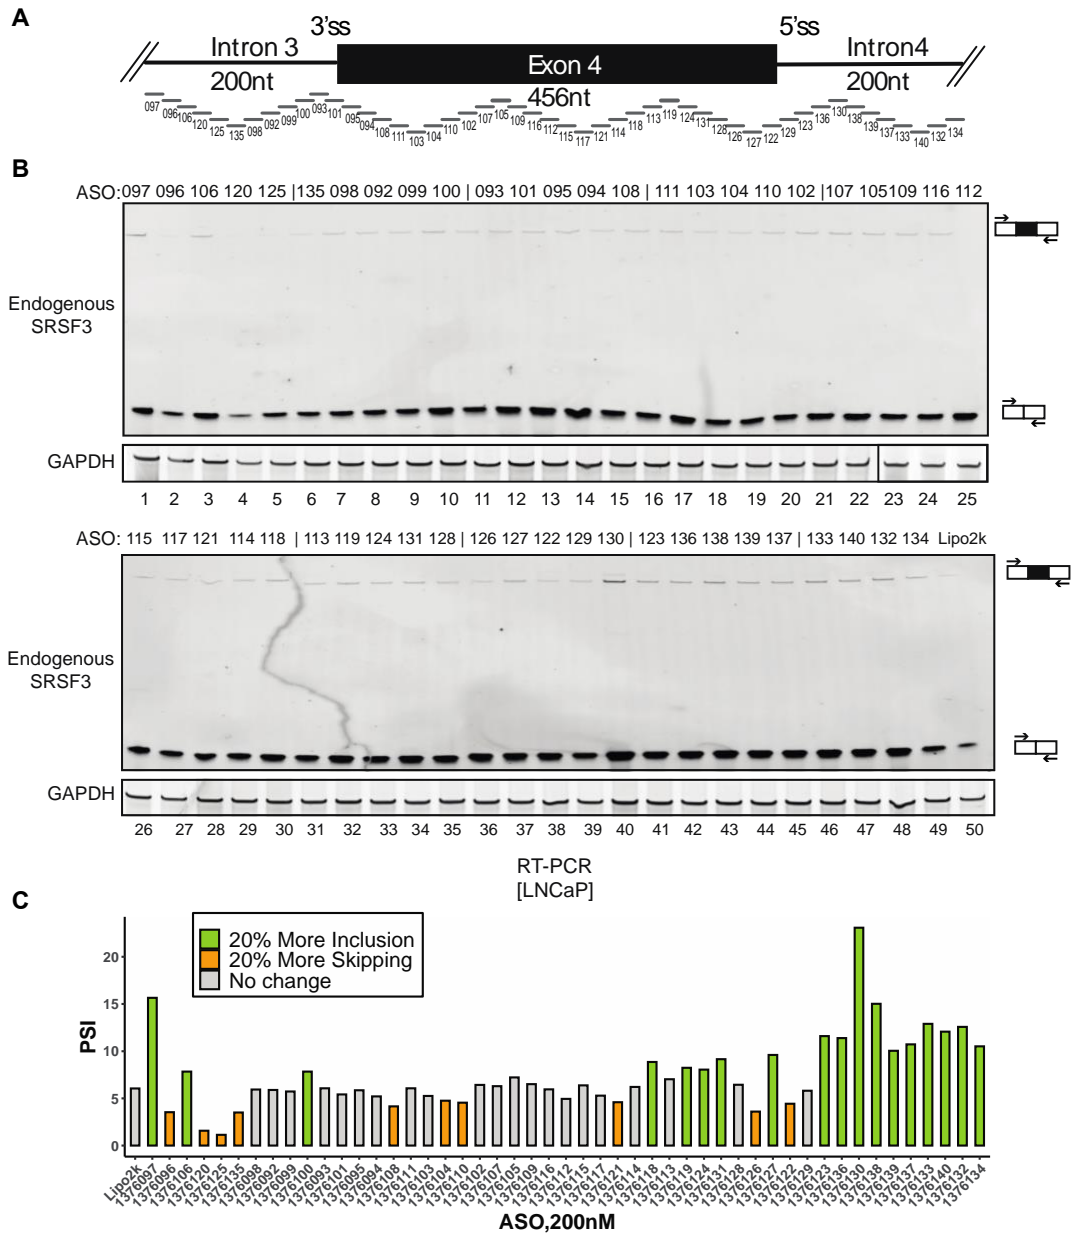 A
3'ss
5'ss
Intron 3
Exon 4
Intron4
200nt
456nt
200nt
097 096 106 120 125 135 098 092 099 100 093 101 095 094 108 111 103 104 110 102 107 105 109 116 112 115 117 121 114 118 113 119 124 131 128 126 127 122 129 123 136 130 138 139 137 133 140 132 134
B
ASO: 097 096 106 120 125 | 135 098 092 099 100 | 093 101 095 094 108 | 111 103 104 110 102 | 107 105 109 116 112
Endogenous
SRSF3
GAPDH
1 2 3 4 5 6 7 8 9 10 11 12 13 14 15 16 17 18 19 20 21 22 23 24 25
ASO: 115 117 121 114 118 | 113 119 124 131 128 | 126 127 122 129 130 | 123 136 138 139 137 | 133 140 132 134 Lipo2k
Endogenous
SRSF3
GAPDH
26 27 28 29 30 31 32 33 34 35 36 37 38 39 40 41 42 43 44 45 46 47 48 49 50
RT-PCR
[LNCaP]
C
20% More Inclusion
20% More Skipping
No change
PSI
20
15
10
5
0
Lipo2k 1376097 1376096 1376106 1376120 1376125 1376135 1376098 1376092 1376099 1376100 1376093 1376101 1376095 1376094 1376108 1376111 1376103 1376104 1376110 1376102 1376107 1376105 1376109 1376116 1376112 1376115 1376117 1376121 1376114 1376118 1376113 1376119 1376124 1376131 1376128 1376126 1376127 1376122 1376129 1376123 1376136 1376130 1376138 1376139 1376137 1376133 1376140 1376132 1376134
ASO,200nM